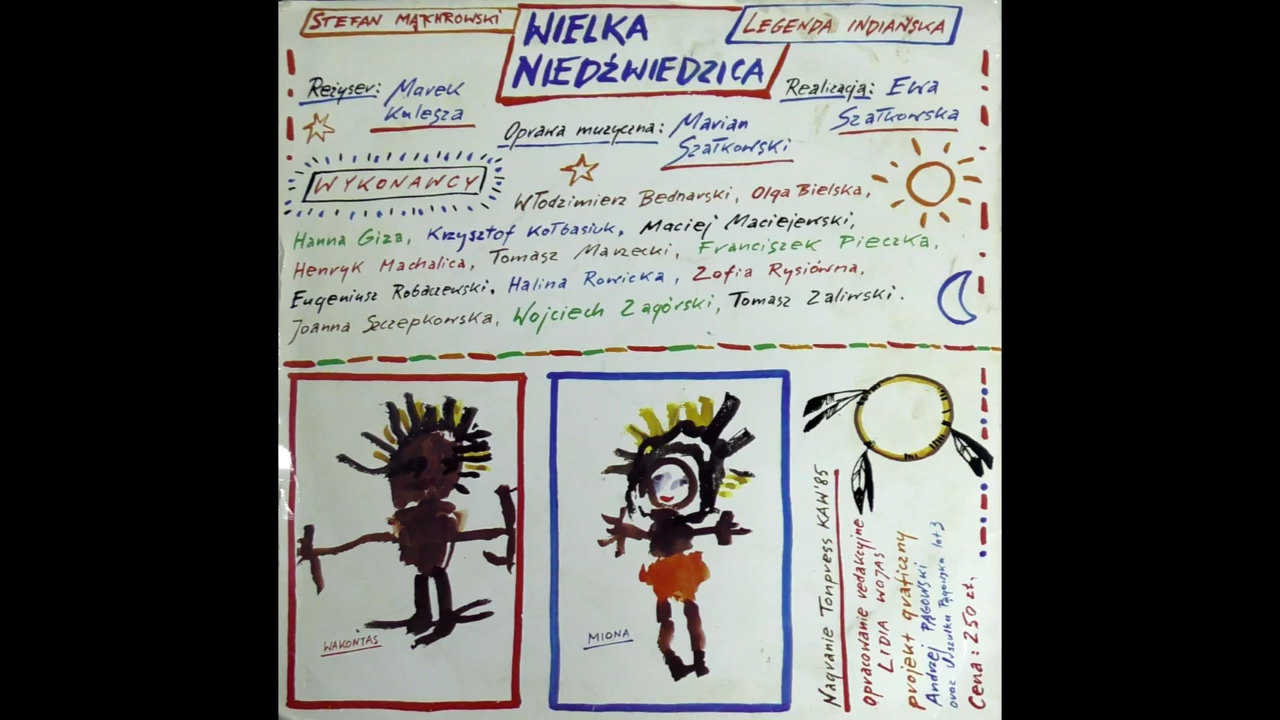 STEFAN MĄTCHROWSKI
WIELKA
NIEDŹWIEDZICA
LEGENDA INDIAŃSKA
Reżyser: Marek
Kulesza
Oprawa muzyczna: Marian
Szałkowski
Realizacja: Ewa
Szałkowska
WYKONAWCY
Włodzimierz Bednarski, Olga Bielska,
Hanna Giza, Krzysztof Kołbasiuk, Maciej Maciejewski,
Henryk Machalica, Tomasz Marzecki, Franciszek Pieczka,
Eugeniusz Robaczewski, Halina Rowicka, Zofia Rysiówna,
Joanna Szczepkowska, Wojciech Zagórski, Tomasz Zaliwski.
WAKONTAS
MIONA
Nagranie Tonpress KAW'85
opracowanie redakcyjne
LIDIA WOJAS
projekt graficzny
Andrzej PĄGOWSKI
oraz Urszulka Pągowska lat 3
Cena: 250 zł.